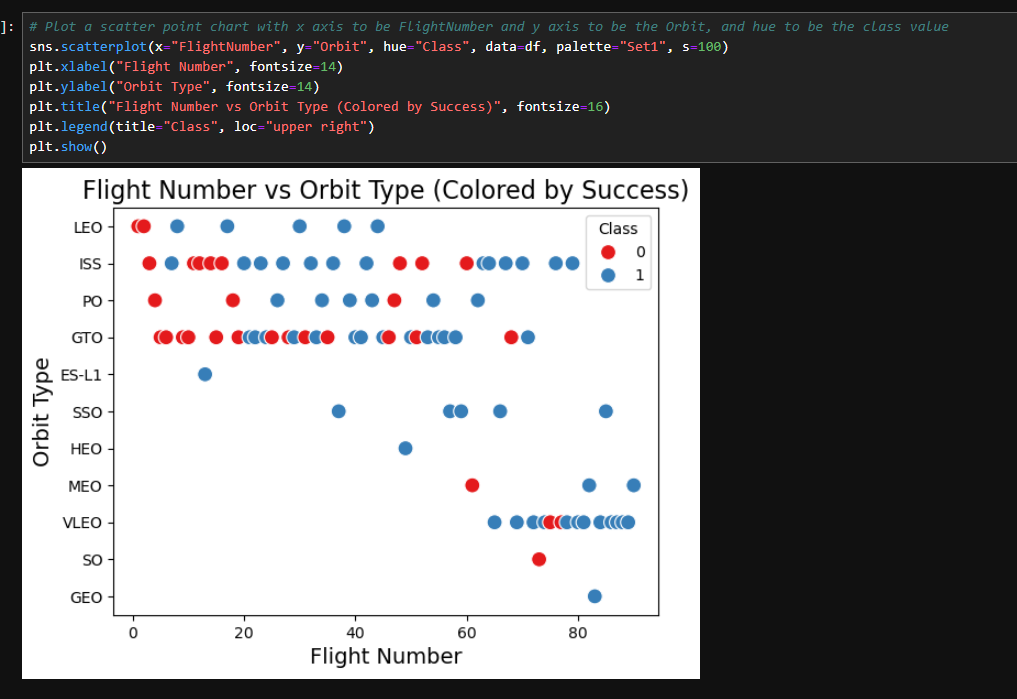 ]:
# Plot a scatter point chart with x axis to be FlightNumber and y axis to be the Orbit, and hue to be the class value
sns.scatterplot(x="FlightNumber", y="Orbit", hue="Class", data=df, palette="Set1", s=100)
plt.xlabel("Flight Number", fontsize=14)
plt.ylabel("Orbit Type", fontsize=14)
plt.title("Flight Number vs Orbit Type (Colored by Success)", fontsize=16)
plt.legend(title="Class", loc="upper right")
plt.show()
Flight Number vs Orbit Type (Colored by Success)
Class
0
1
Orbit Type
LEO
ISS
PO
GTO
ES-L1
SSO
HEO
MEO
VLEO
SO
GEO
0 20 40 60 80
Flight Number